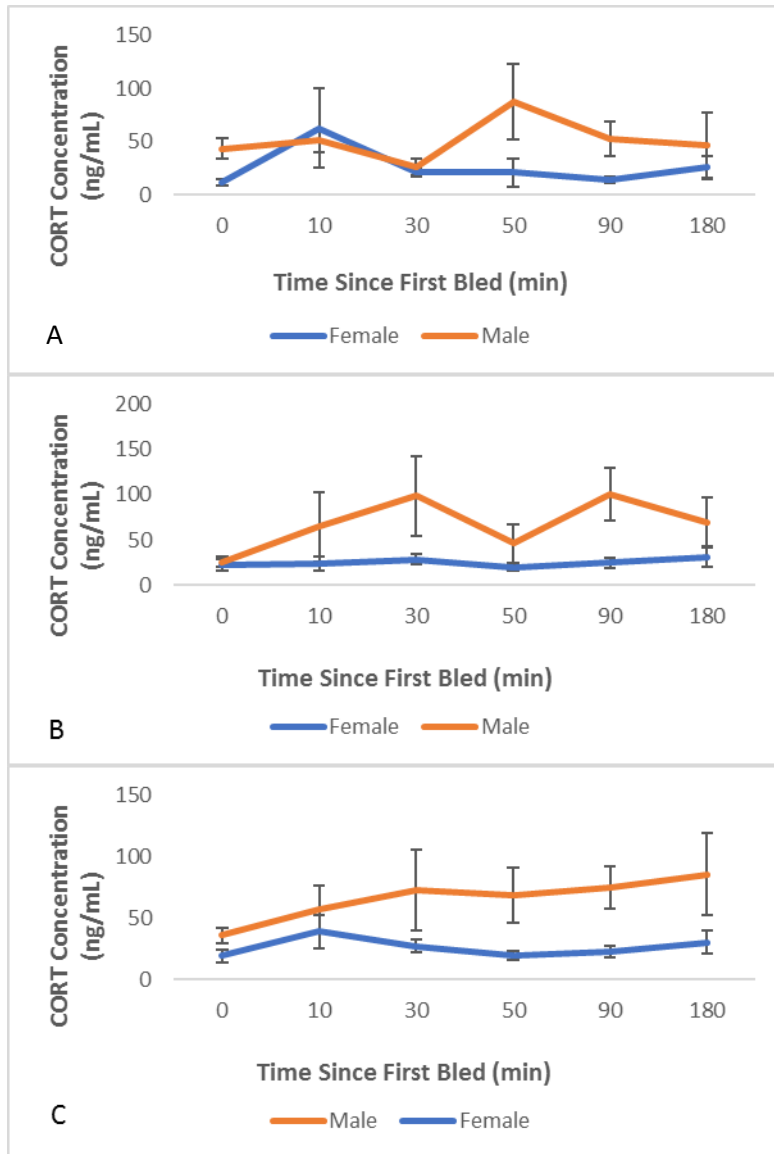 CORT Concentration
(ng/mL)
150
100
50
0
0 10 30 50 90 180
Time Since First Bled (min)
A
Female Male
CORT Concentration
(ng/mL)
200
150
100
50
0
0 10 30 50 90 180
Time Since First Bled (min)
Female Male
B
CORT Concentration
(ng/mL)
150
100
50
0
0 10 30 50 90 180
Time Since First Bled (min)
C
Male Female